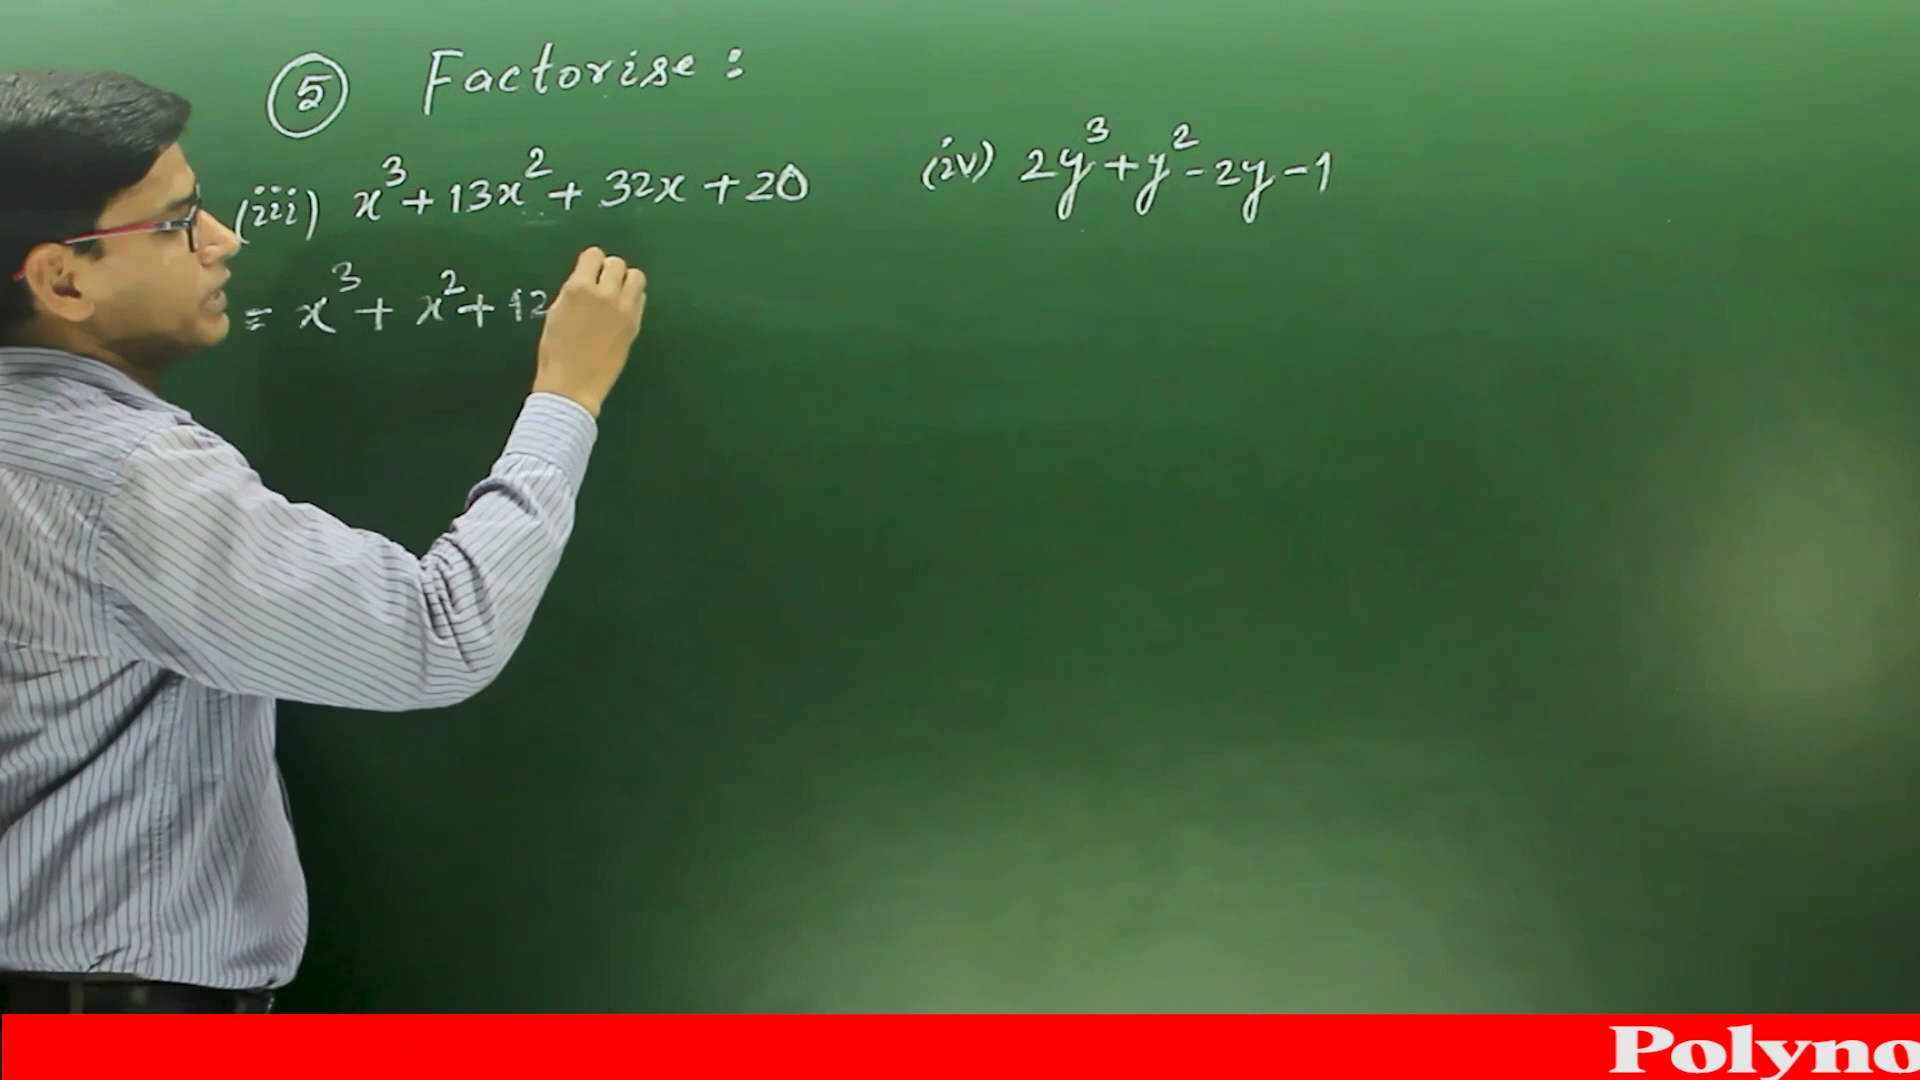 ⑤ Factorise :
(iii) x³ + 13x² + 32x + 20
= x³ + x² + 12
(iv) 2y³ + y² - 2y - 1
Polyno